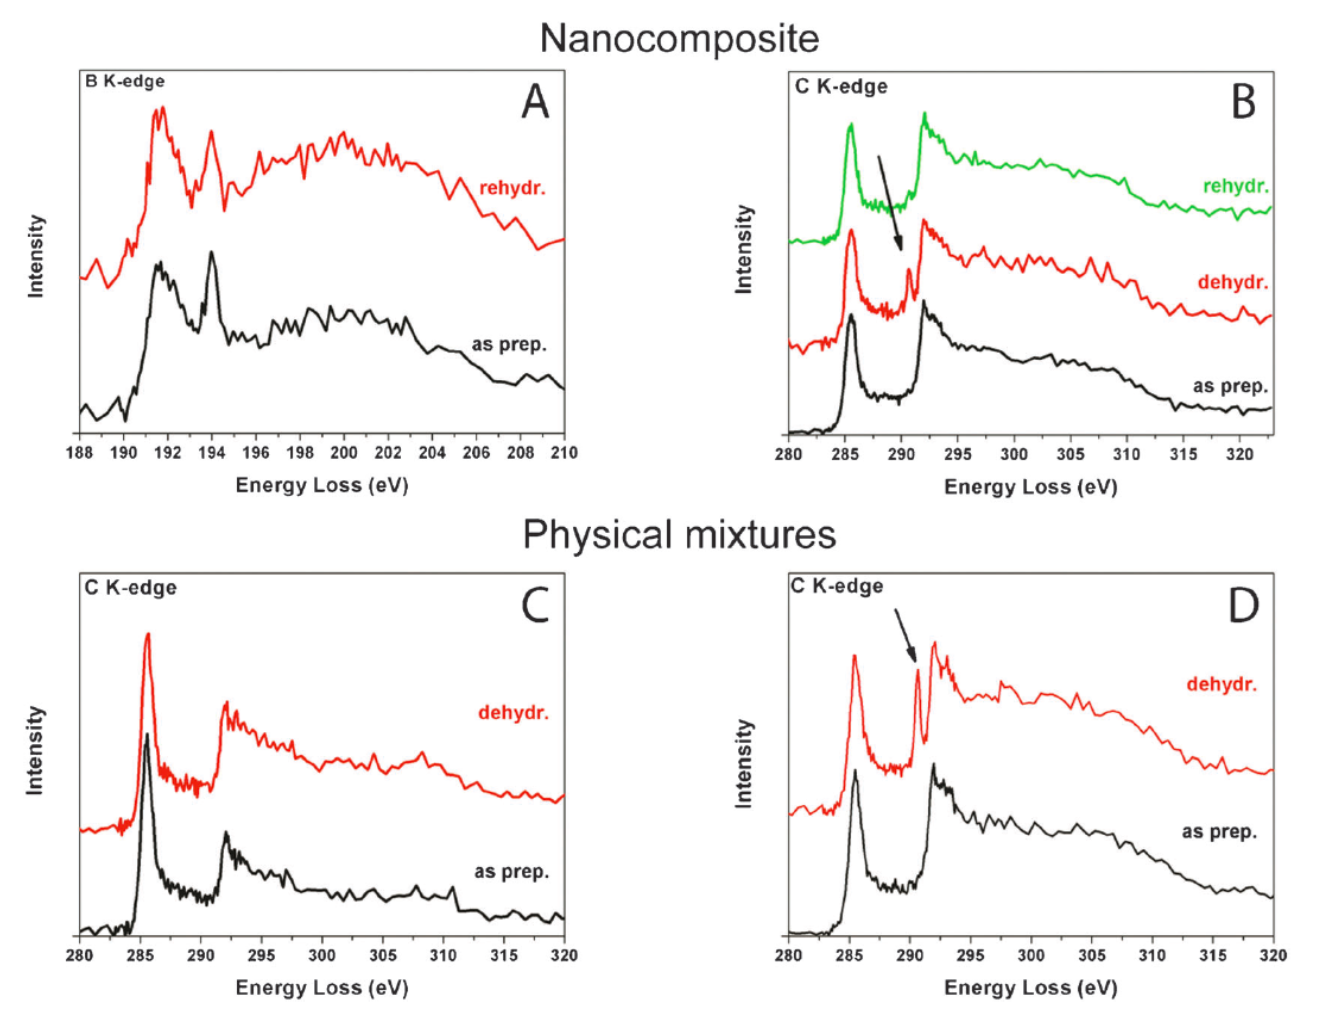 Nanocomposite
B K-edge
A
rehydr.
as prep.
Intensity
188 190 192 194 196 198 200 202 204 206 208 210
Energy Loss (eV)
C K-edge
B
rehydr.
dehydr.
as prep.
Intensity
280 285 290 295 300 305 310 315 320
Energy Loss (eV)
Physical mixtures
C K-edge
C
dehydr.
as prep.
Intensity
280 285 290 295 300 305 310 315 320
Energy Loss (eV)
C K-edge
D
dehydr.
as prep.
Intensity
280 285 290 295 300 305 310 315 320
Energy Loss (eV)